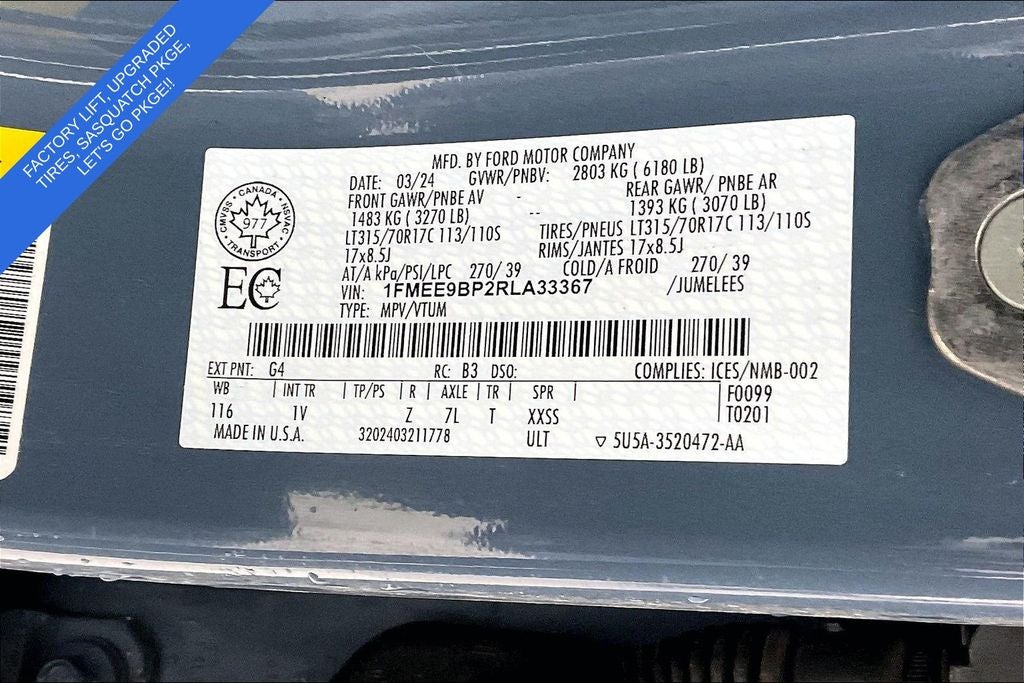 FACTORY LIFT, UPGRADED
TIRES, SASQUATCH PKGE,
LET'S GO PKGE!!
MFD. BY FORD MOTOR COMPANY
DATE: 03/24 GVWR/PNBV: 2803 KG ( 6180 LB)
FRONT GAWR/PNBE AV - REAR GAWR/ PNBE AR
1483 KG ( 3270 LB) -- 1393 KG ( 3070 LB)
LT315/70R17C 113/110S TIRES/PNEUS LT315/70R17C 113/110S
17x8.5J RIMS/JANTES 17x8.5J
AT/A kPa/PSI/LPC 270/ 39 COLD/A FROID 270/ 39
VIN: 1FMEE9BP2RLA33367 /JUMELEES
TYPE: MPV/VTUM
CANADA
CMVSS - NSVAC
977
TRANSPORT
EC
EXT PNT: G4 RC: B3 DSO: COMPLIES: ICES/NMB-002
WB | INT TR | TP/PS | R | AXLE | TR | SPR | F0099
116 1V Z 7L T XXSS T0201
MADE IN U.S.A. 3202403211778 ULT ▽ 5U5A-3520472-AA